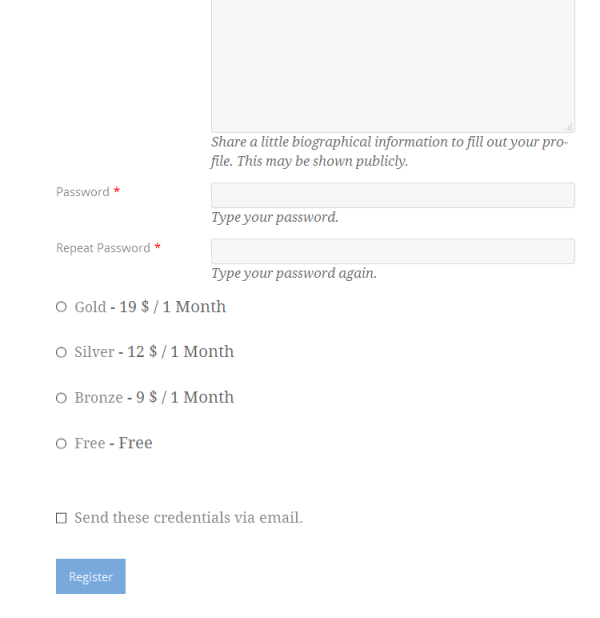 Share a little biographical information to fill out your pro-
file. This may be shown publicly.
Password *
Type your password.
Repeat Password *
Type your password again.
Gold - 19 $ / 1 Month
Silver - 12 $ / 1 Month
Bronze - 9 $ / 1 Month
Free - Free
Send these credentials via email.
Register